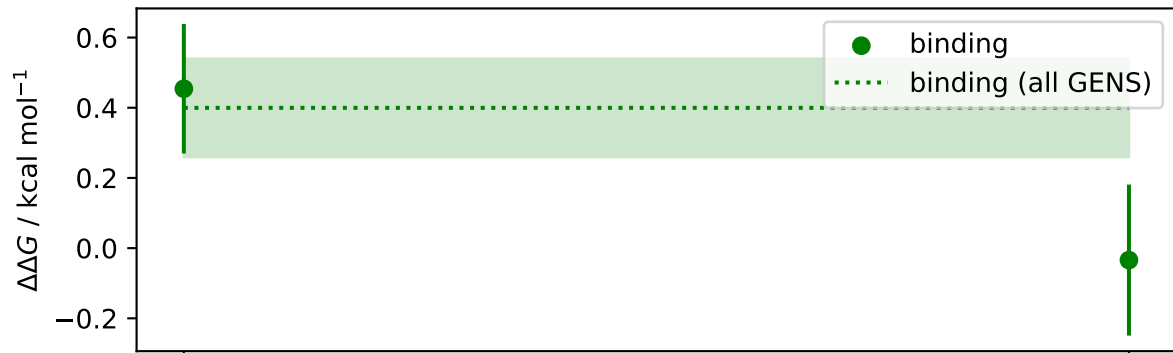 0.6
0.4
0.2
0.0
−0.2
ΔΔG / kcal mol⁻¹
binding
binding (all GENS)